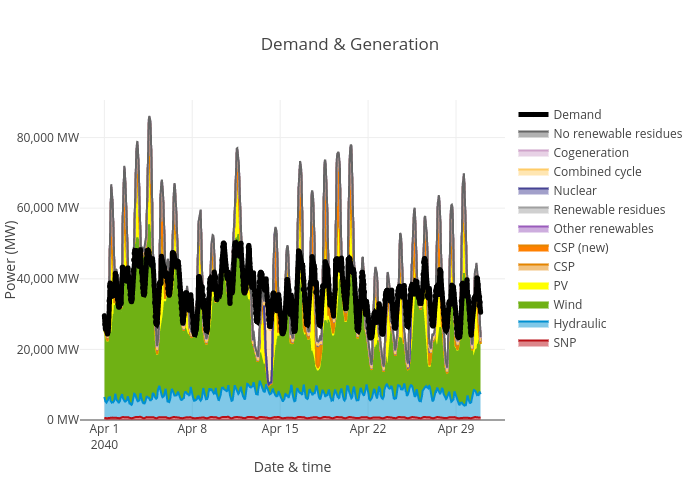 Demand & Generation
Demand
No renewable residues
Cogeneration
Combined cycle
Nuclear
Renewable residues
Other renewables
CSP (new)
CSP
PV
Wind
Hydraulic
SNP
80,000 MW
60,000 MW
40,000 MW
20,000 MW
0 MW
Power (MW)
Apr 1
2040
Apr 8
Apr 15
Apr 22
Apr 29
Date & time